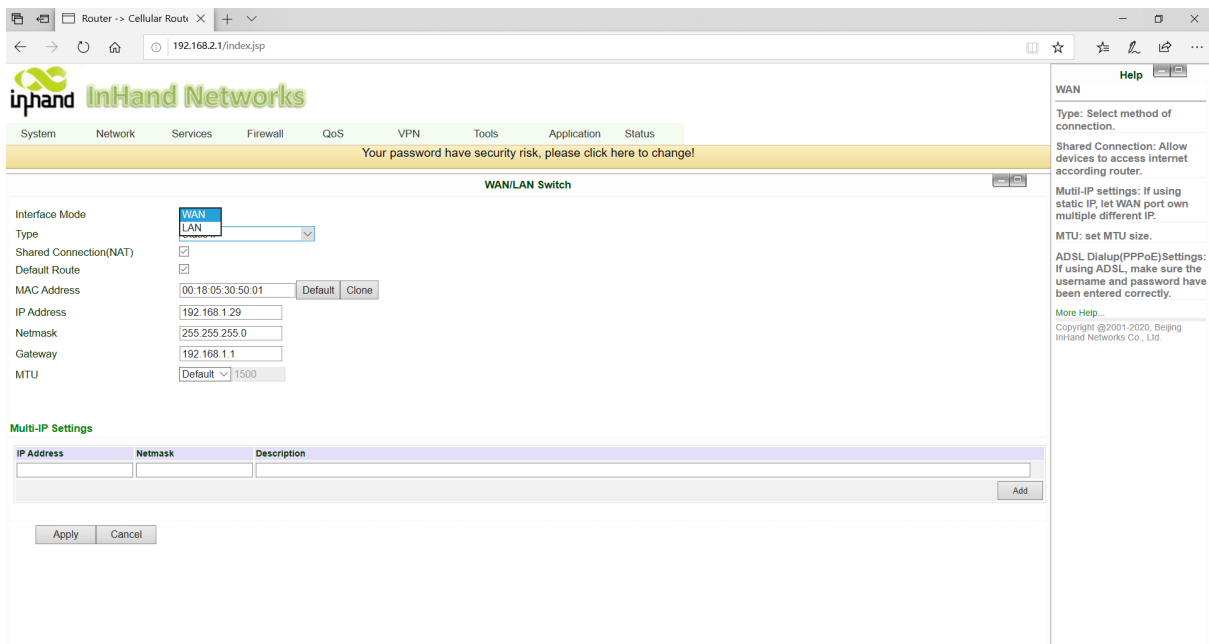 Router -> Cellular Route
192.168.2.1/index.jsp
inhand InHand Networks
System Network Services Firewall QoS VPN Tools Application Status
Your password have security risk, please click here to change!
WAN/LAN Switch
Interface Mode WAN
LAN
Type
Shared Connection(NAT)
Default Route
MAC Address 00:18:05:30:50:01 Default Clone
IP Address 192.168.1.29
Netmask 255.255.255.0
Gateway 192.168.1.1
MTU Default 1500
Multi-IP Settings
IP Address Netmask Description
Add
Apply Cancel
Help
WAN
Type: Select method of
connection.
Shared Connection: Allow
devices to access internet
according router.
Mutil-IP settings: If using
static IP, let WAN port own
multiple different IP.
MTU: set MTU size.
ADSL Dialup(PPPoE)Settings:
If using ADSL, make sure the
username and password have
been entered correctly.
More Help...
Copyright @2001-2020, Beijing
InHand Networks Co., Ltd.